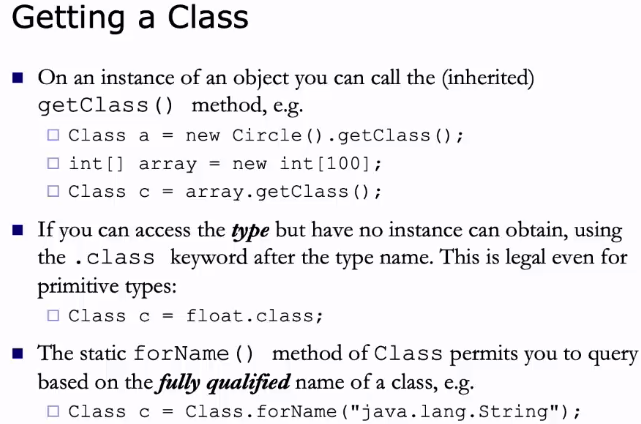 Getting a Class
On an instance of an object you can call the (inherited)
getClass() method, e.g.
Class a = new Circle().getClass();
int[] array = new int[100];
Class c = array.getClass();
If you can access the type but have no instance can obtain, using
the .class keyword after the type name. This is legal even for
primitive types:
Class c = float.class;
The static forName() method of Class permits you to query
based on the fully qualified name of a class, e.g.
Class c = Class.forName("java.lang.String");